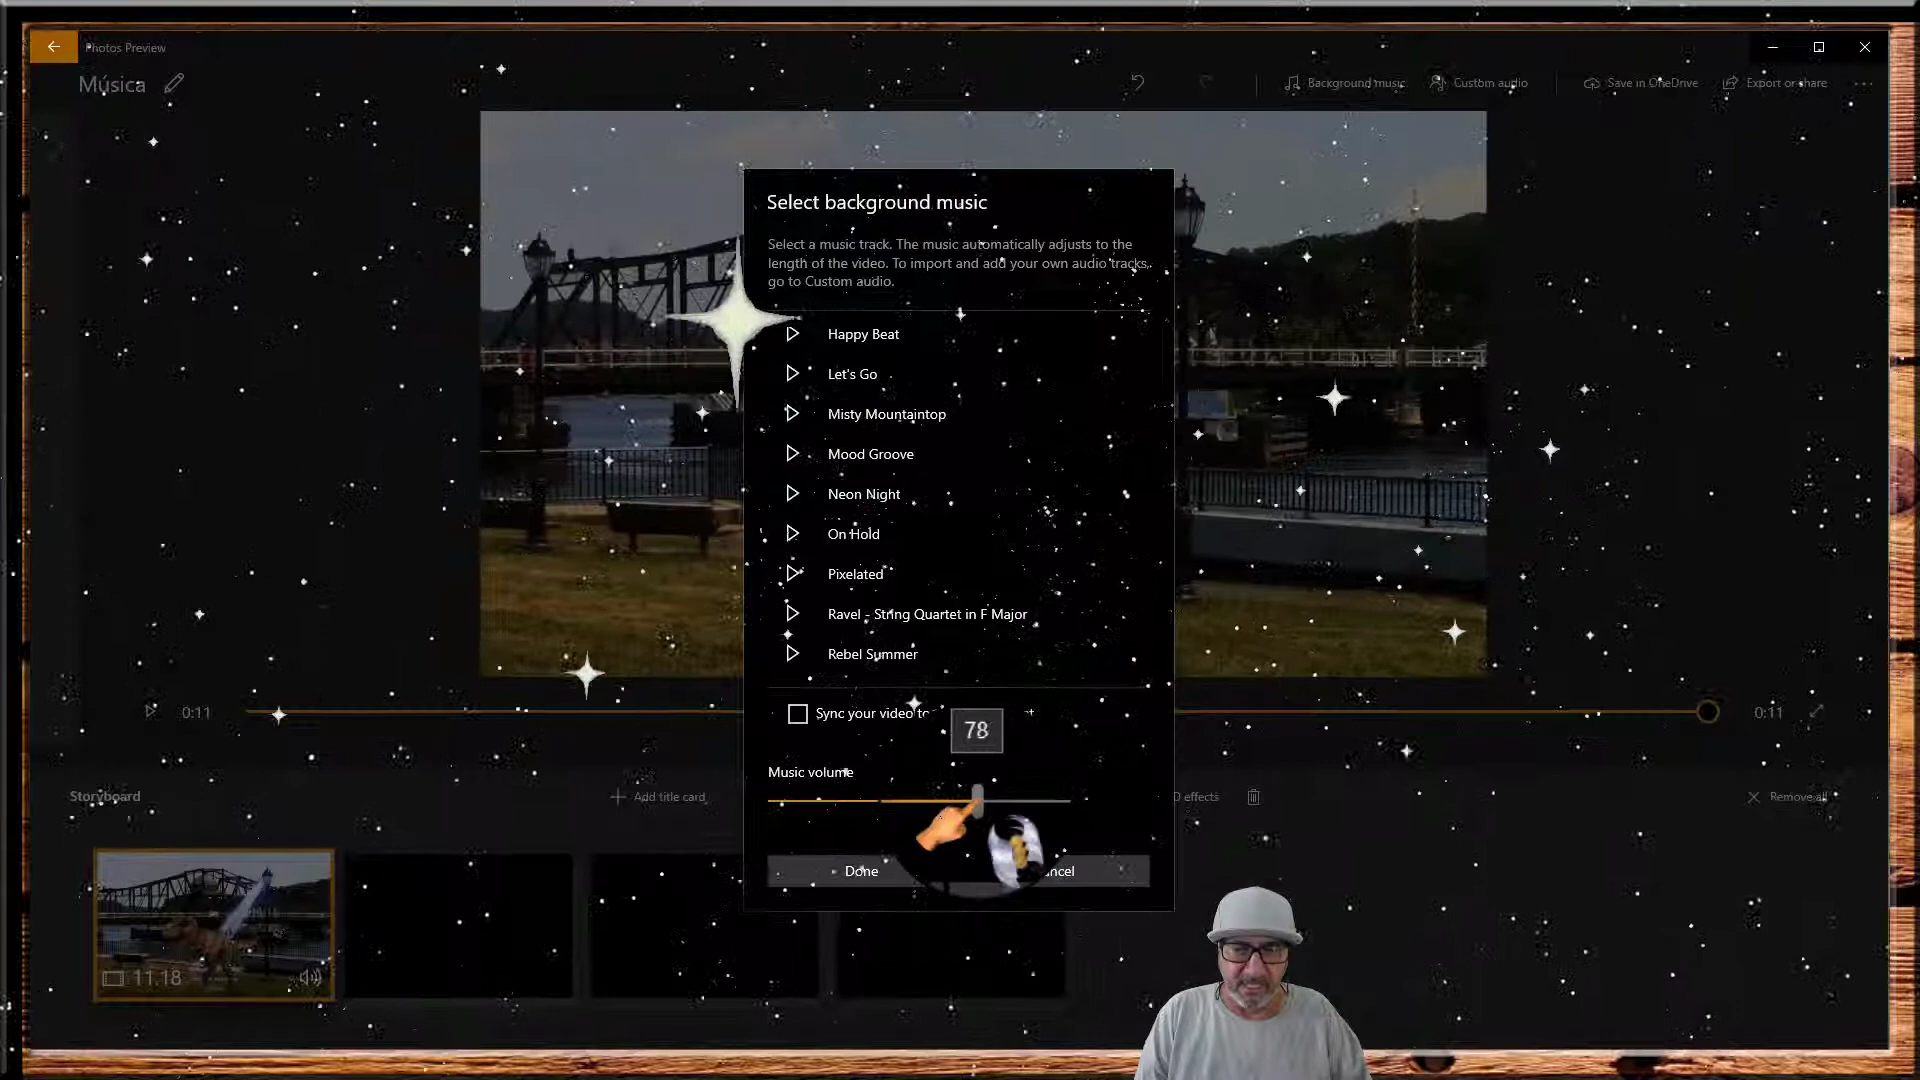 Photos Preview
Música
Background music
Custom audio
Save in OneDrive
Export or share
Select background music
Select a music track. The music automatically adjusts to the
length of the video. To import and add your own audio tracks,
go to Custom audio.
Happy Beat
Let's Go
Misty Mountaintop
Mood Groove
Neon Night
On Hold
Pixelated
Ravel - String Quartet in F Major
Rebel Summer
0:11
0:11
Sync your video to
78
Music volume
Storyboard
Add title card
effects
Remove all
Done
11.18